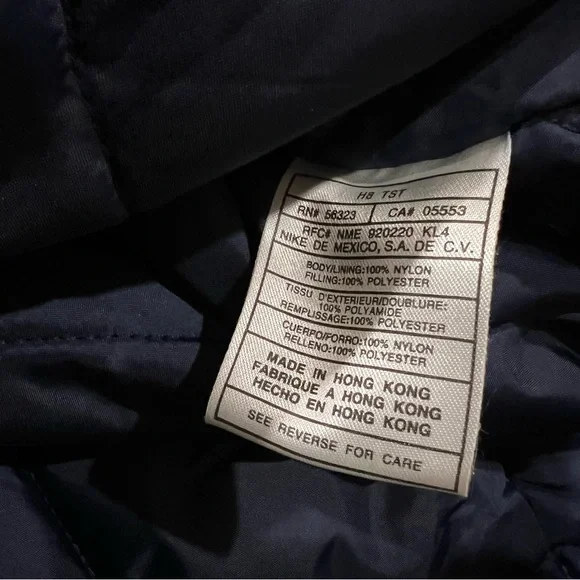 H8 TST
RN# 56323 CA# 05553
RFC# NME 920220 KL4
NIKE DE MEXICO, S.A. DE C.V.
BODY/LINING:100% NYLON
FILLING:100% POLYESTER
TISSU D'EXTERIEUR/DOUBLURE:
100% POLYAMIDE
REMPLISSAGE:100% POLYESTER
CUERPO/FORRO:100% NYLON
RELLENO:100% POLYESTER
MADE IN HONG KONG
FABRIQUE À HONG KONG
HECHO EN HONG KONG
SEE REVERSE FOR CARE